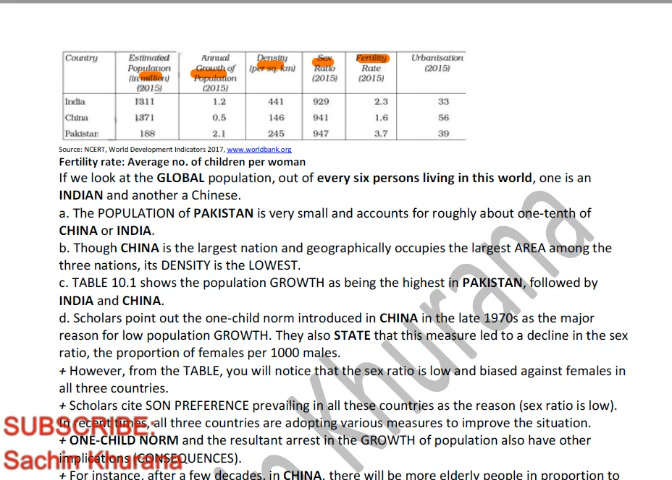 Country Estimated Annual Density Sex Fertility Urbanisation
Population Growth of (per sq. km) Ratio Rate (2015)
(in million) Population (2015) (2015)
(2015) (2015)
India 1311 1.2 441 929 2.3 33
China 1371 0.5 146 941 1.6 56
Pakistan 188 2.1 245 947 3.7 39
Source: NCERT, World Development Indicators 2017, www.worldbank.org
Fertility rate: Average no. of children per woman
If we look at the GLOBAL population, out of every six persons living in this world, one is an
INDIAN and another a Chinese.
a. The POPULATION of PAKISTAN is very small and accounts for roughly about one-tenth of
CHINA or INDIA.
b. Though CHINA is the largest nation and geographically occupies the largest AREA among the
three nations, its DENSITY is the LOWEST.
c. TABLE 10.1 shows the population GROWTH as being the highest in PAKISTAN, followed by
INDIA and CHINA.
d. Scholars point out the one-child norm introduced in CHINA in the late 1970s as the major
reason for low population GROWTH. They also STATE that this measure led to a decline in the sex
ratio, the proportion of females per 1000 males.
+ However, from the TABLE, you will notice that the sex ratio is low and biased against females in
all three countries.
+ Scholars cite SON PREFERENCE prevailing in all these countries as the reason (sex ratio is low).
In recent times, all three countries are adopting various measures to improve the situation.
+ ONE-CHILD NORM and the resultant arrest in the GROWTH of population also have other
implications (CONSEQUENCES).
+ For instance, after a few decades, in CHINA, there will be more elderly people in proportion to
SUBSCRIBE:
Sachin Khurana
Khurana